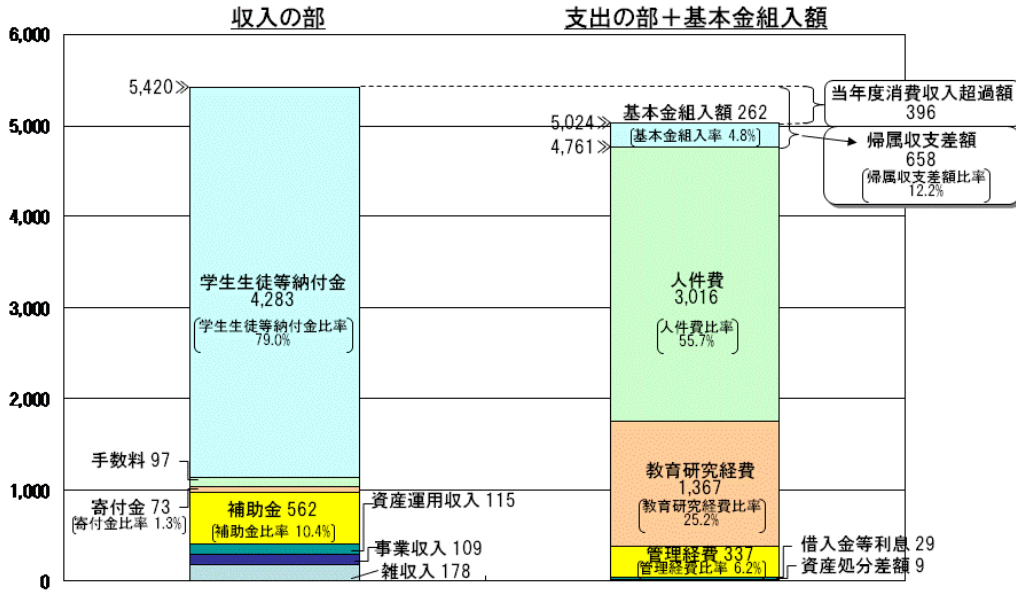 収入の部
支出の部＋基本金組入額
6,000
5,000
4,000
3,000
2,000
1,000
0
5,420≫
学生生徒等納付金
4,283
学生生徒等納付金比率
79.0%
手数料 97
寄付金 73
(寄付金比率 1.3%)
補助金 562
(補助金比率 10.4%)
資産運用収入 115
事業収入 109
雑収入 178
5,024≫
4,761≫
基本金組入額 262
(基本金組入率 4.8%)
人件費
3,016
人件費比率
55.7%
教育研究経費
1,367
教育研究経費比率
25.2%
管理経費 337
(管理経費比率 6.2%)
借入金等利息 29
資産処分差額 9
当年度消費収入超過額
396
帰属収支差額
658
帰属収支差額比率
12.2%